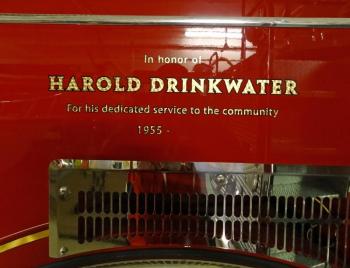 In honor of
HAROLD DRINKWATER
For his dedicated service to the community
1955 -